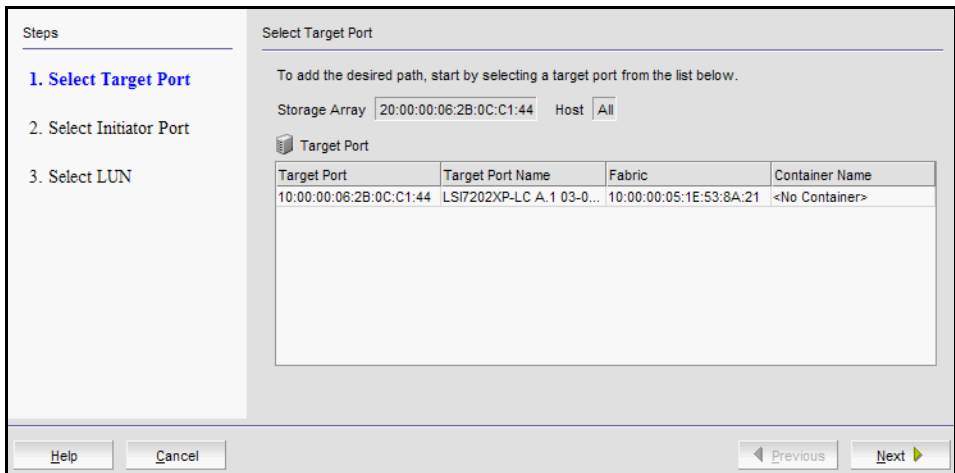 Steps
1. Select Target Port
2. Select Initiator Port
3. Select LUN
Select Target Port
To add the desired path, start by selecting a target port from the list below.
Storage Array 20:00:00:06:2B:0C:C1:44 Host All
Target Port
Target Port Target Port Name Fabric Container Name
10:00:00:06:2B:0C:C1:44 LSI7202XP-LC A.1 03-0... 10:00:00:05:1E:53:8A:21 <No Container>
Help Cancel Previous Next